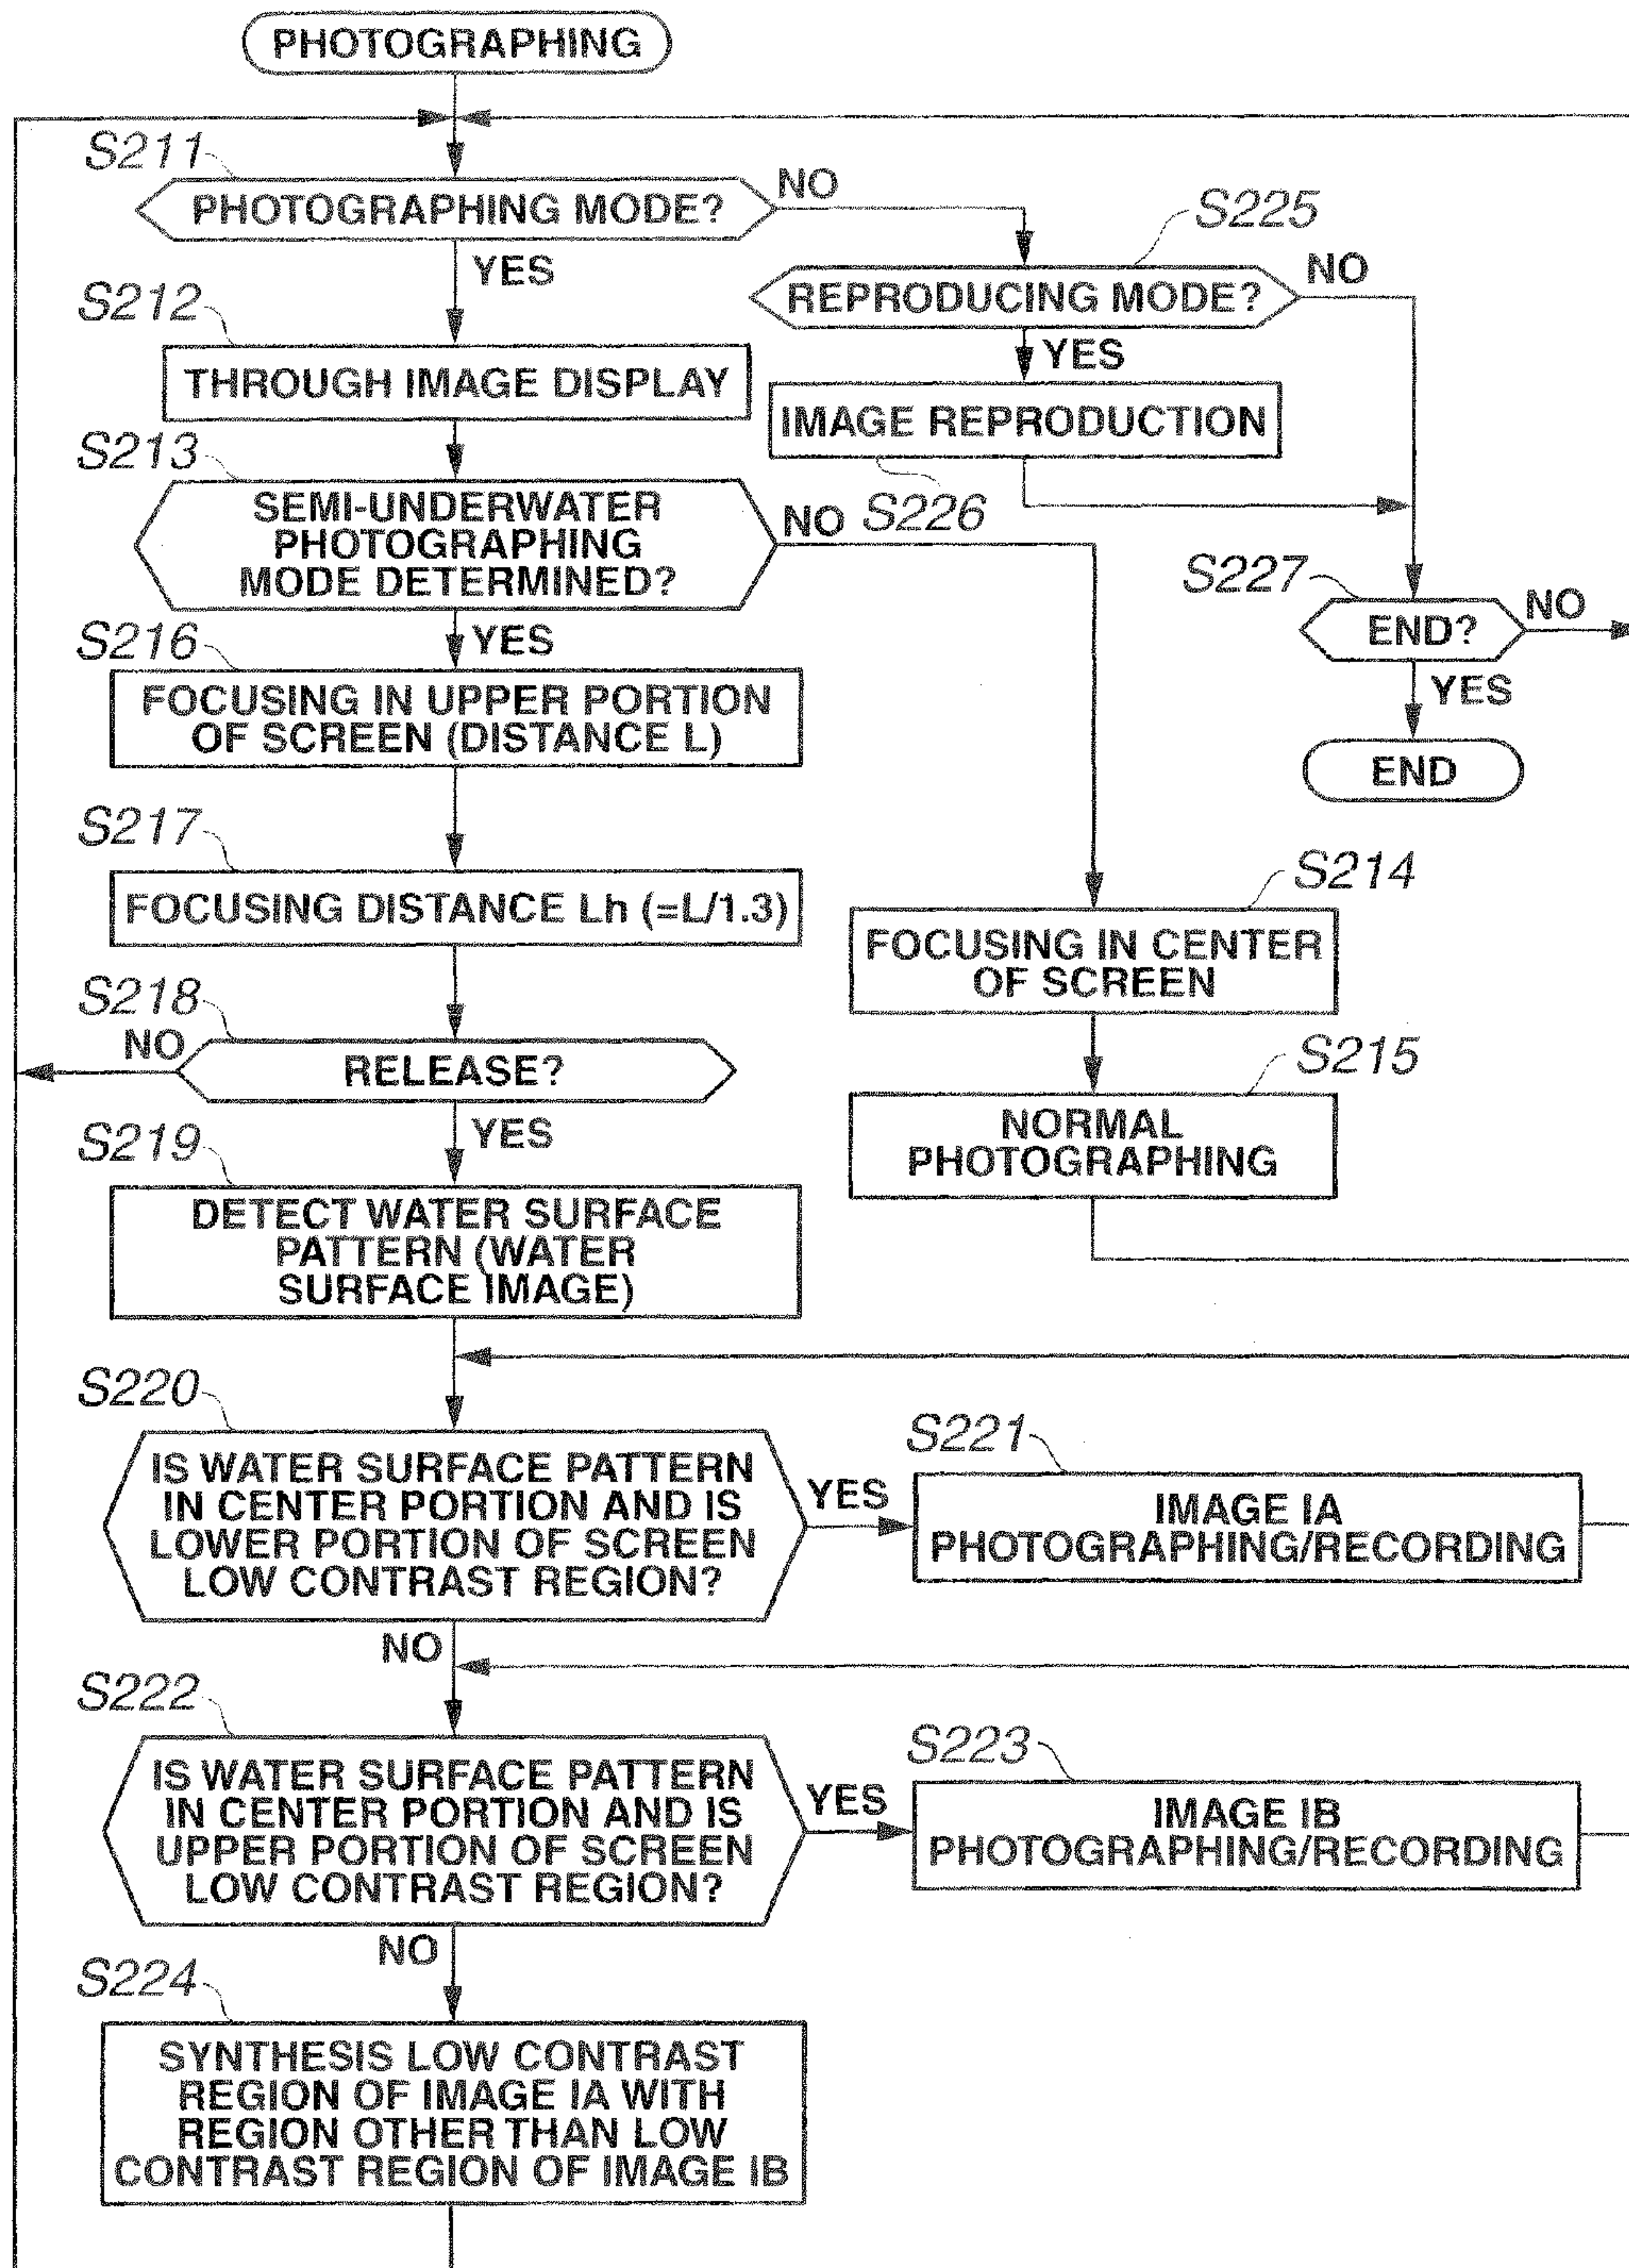 PHOTOGRAPHING
S211
PHOTOGRAPHING MODE?
NO
YES
S225
REPRODUCING MODE?
NO
YES
S212
THROUGH IMAGE DISPLAY
IMAGE REPRODUCTION
S226
S213
SEMI-UNDERWATER
PHOTOGRAPHING
MODE DETERMINED?
NO
YES
S227
END?
NO
YES
END
S216
FOCUSING IN UPPER PORTION
OF SCREEN (DISTANCE L)
S217
FOCUSING DISTANCE Lh (=L/1.3)
S214
FOCUSING IN CENTER
OF SCREEN
S218
NO
RELEASE?
YES
S215
NORMAL
PHOTOGRAPHING
S219
DETECT WATER SURFACE
PATTERN (WATER
SURFACE IMAGE)
S220
IS WATER SURFACE PATTERN
IN CENTER PORTION AND IS
LOWER PORTION OF SCREEN
LOW CONTRAST REGION?
YES
NO
S221
IMAGE IA
PHOTOGRAPHING/RECORDING
S222
IS WATER SURFACE PATTERN
IN CENTER PORTION AND IS
UPPER PORTION OF SCREEN
LOW CONTRAST REGION?
YES
NO
S223
IMAGE IB
PHOTOGRAPHING/RECORDING
S224
SYNTHESIS LOW CONTRAST
REGION OF IMAGE IA WITH
REGION OTHER THAN LOW
CONTRAST REGION OF IMAGE IB